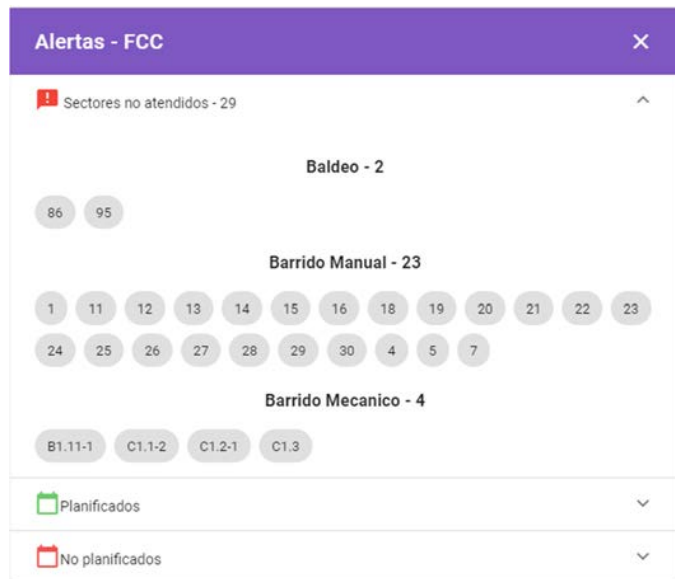 Alertas - FCC
Sectores no atendidos - 29
Baldeo - 2
86 95
Barrido Manual - 23
1 11 12 13 14 15 16 18 19 20 21 22 23
24 25 26 27 28 29 30 4 5 7
Barrido Mecanico - 4
B1.11-1 C1.1-2 C1.2-1 C1.3
Planificados
No planificados